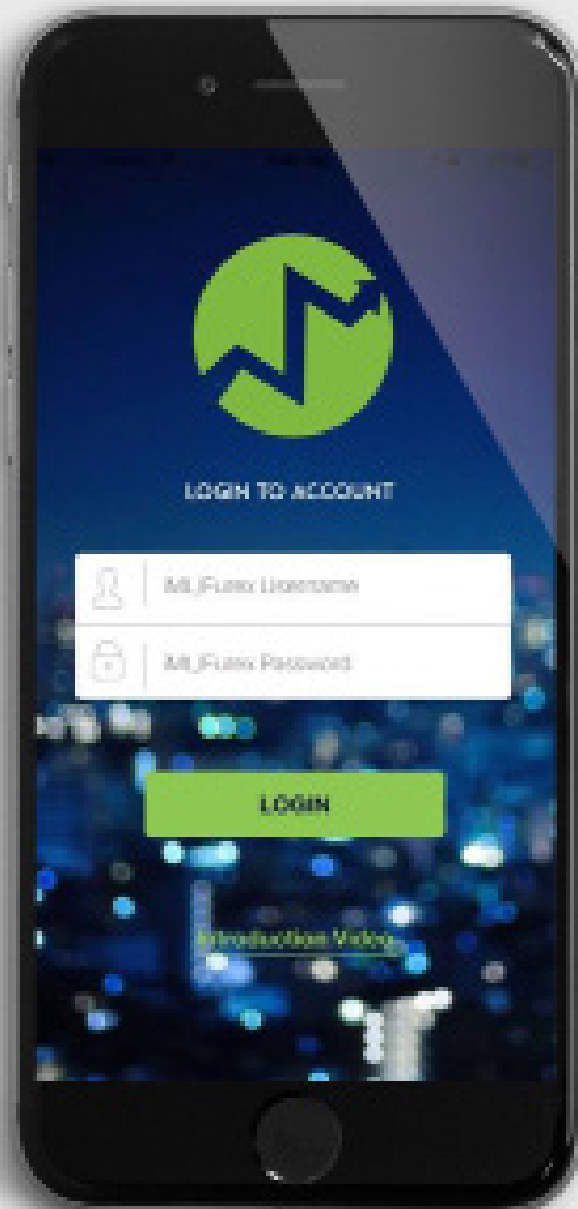 LOGIN TO ACCOUNT
Username
Password
LOGIN
Introduction Video